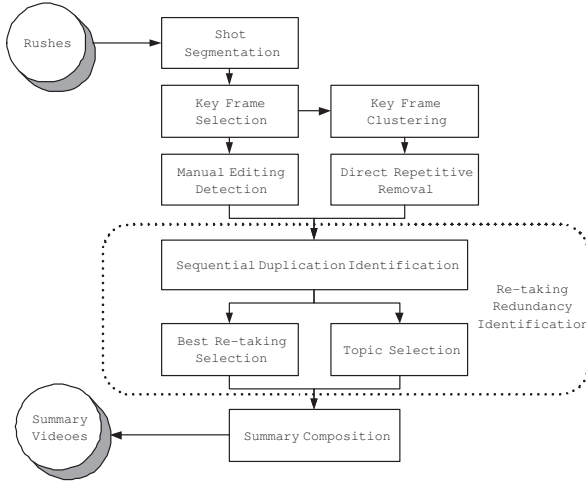 Rushes
Shot
Segmentation
Key Frame
Selection
Key Frame
Clustering
Manual Editing
Detection
Direct Repetitive
Removal
Sequential Duplication Identification
Re-taking
Redundancy
Identification
Best Re-taking
Selection
Topic Selection
Summary
Videoes
Summary Composition